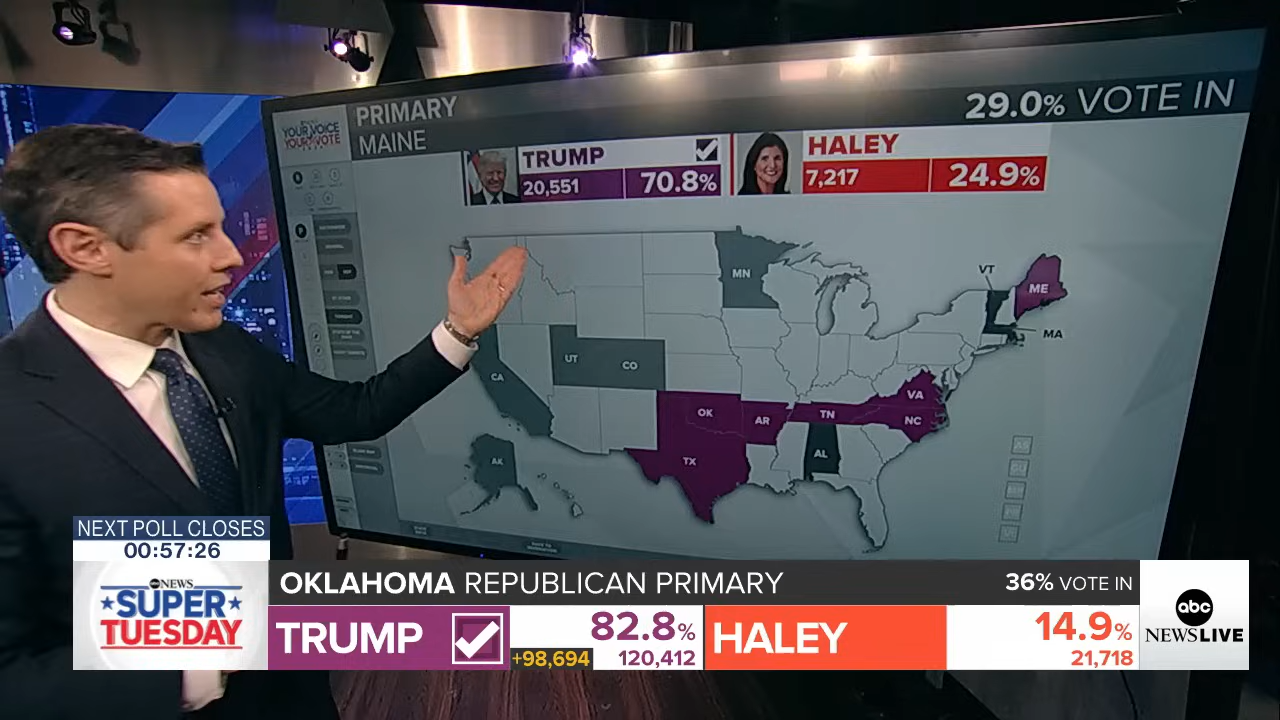 PRIMARY
MAINE
29.0% VOTE IN
YOUR VOICE
YOUR VOTE
TRUMP
20,551
70.8%
HALEY
7,217
24.9%
MN
VT
ME
MA
UT
CO
CA
OK
AR
TN
VA
NC
TX
AL
AK
NEXT POLL CLOSES
00:57:26
abc NEWS
SUPER
TUESDAY
OKLAHOMA REPUBLICAN PRIMARY
36% VOTE IN
TRUMP
82.8%
+98,694
120,412
HALEY
14.9%
21,718
abc
NEWS LIVE